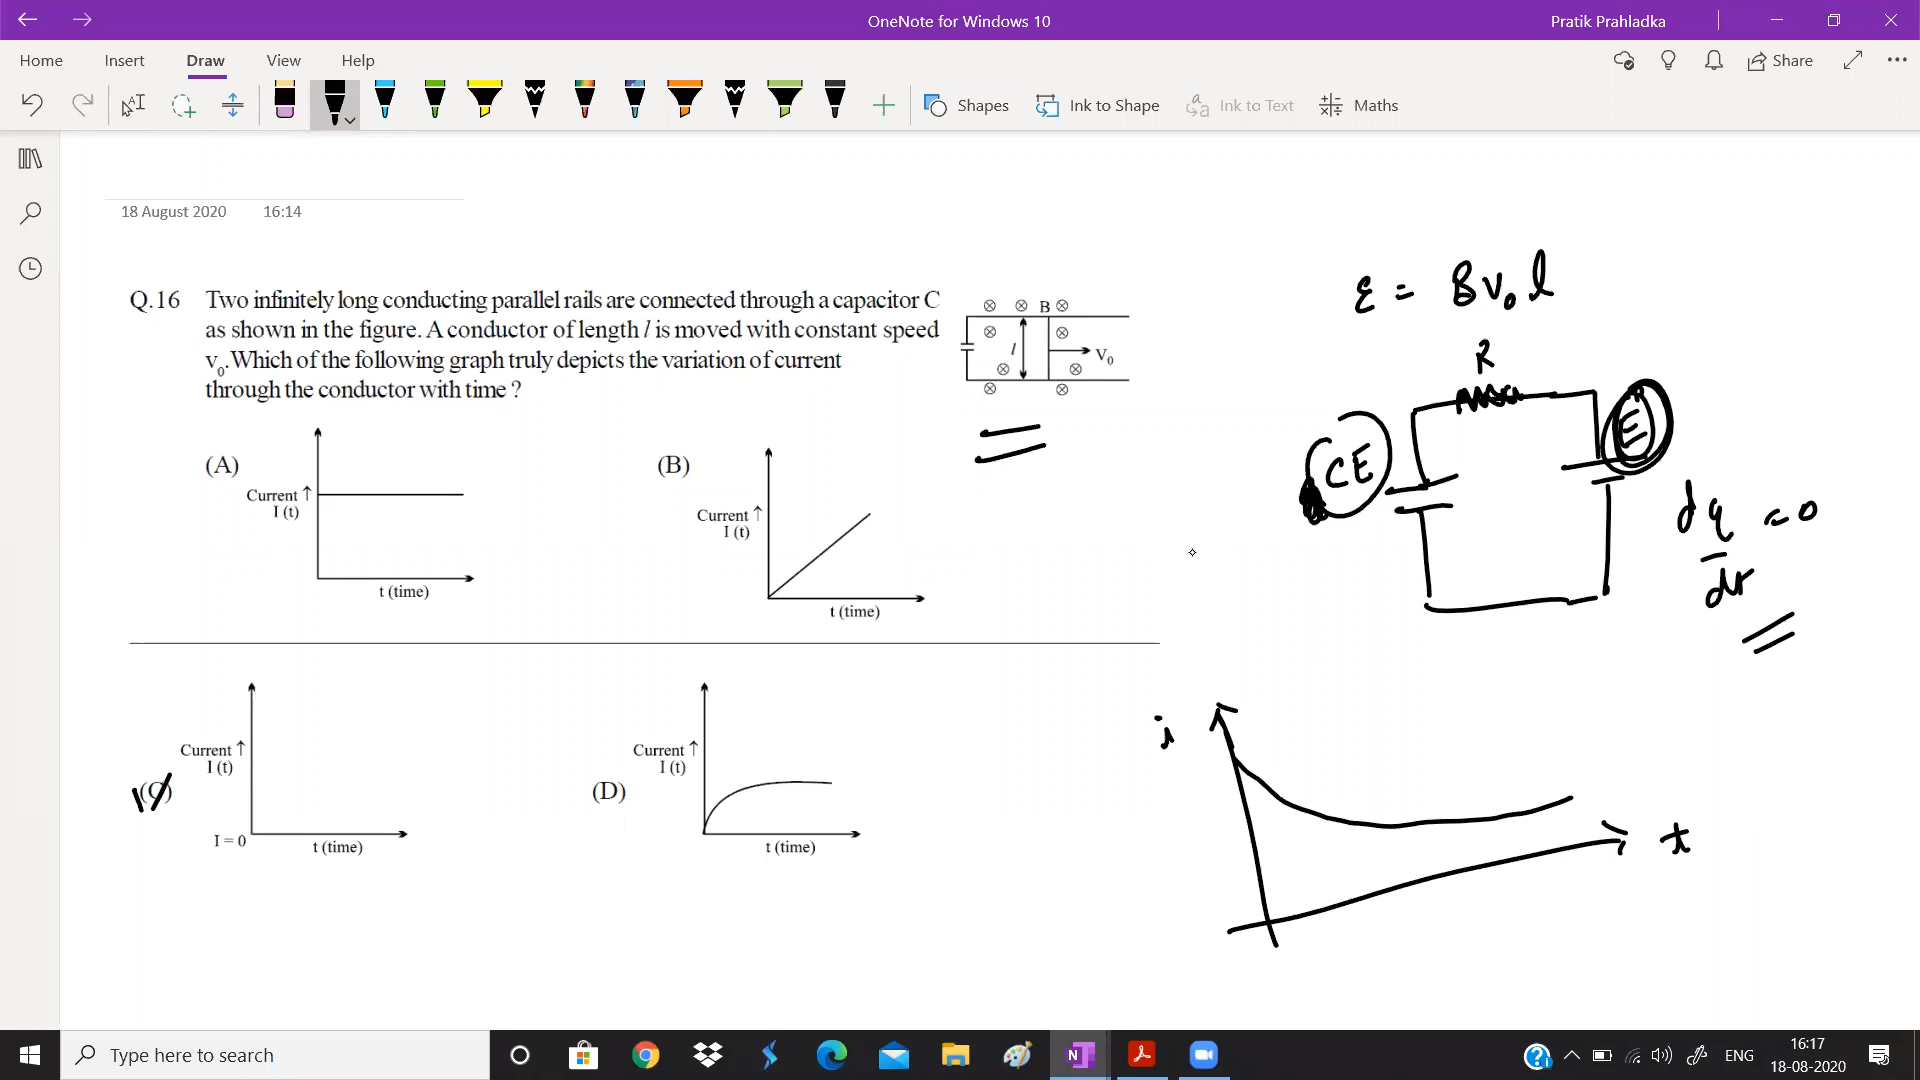 OneNote for Windows 10
Pratik Prahladka
Home Insert Draw View Help
Share
Shapes Ink to Shape Ink to Text Maths
18 August 2020 16:14
Q.16 Two infinitely long conducting parallel rails are connected through a capacitor C
as shown in the figure. A conductor of length l is moved with constant speed
v0. Which of the following graph truly depicts the variation of current
through the conductor with time ?
B
l
V0
(A)
Current ↑
I (t)
t (time)
(B)
Current ↑
I (t)
t (time)
(C)
Current ↑
I (t)
I = 0
t (time)
(D)
Current ↑
I (t)
t (time)
ε = Bv0l
R
CE
E
dq/dt = 0
i
t
Type here to search
ENG
16:17
18-08-2020